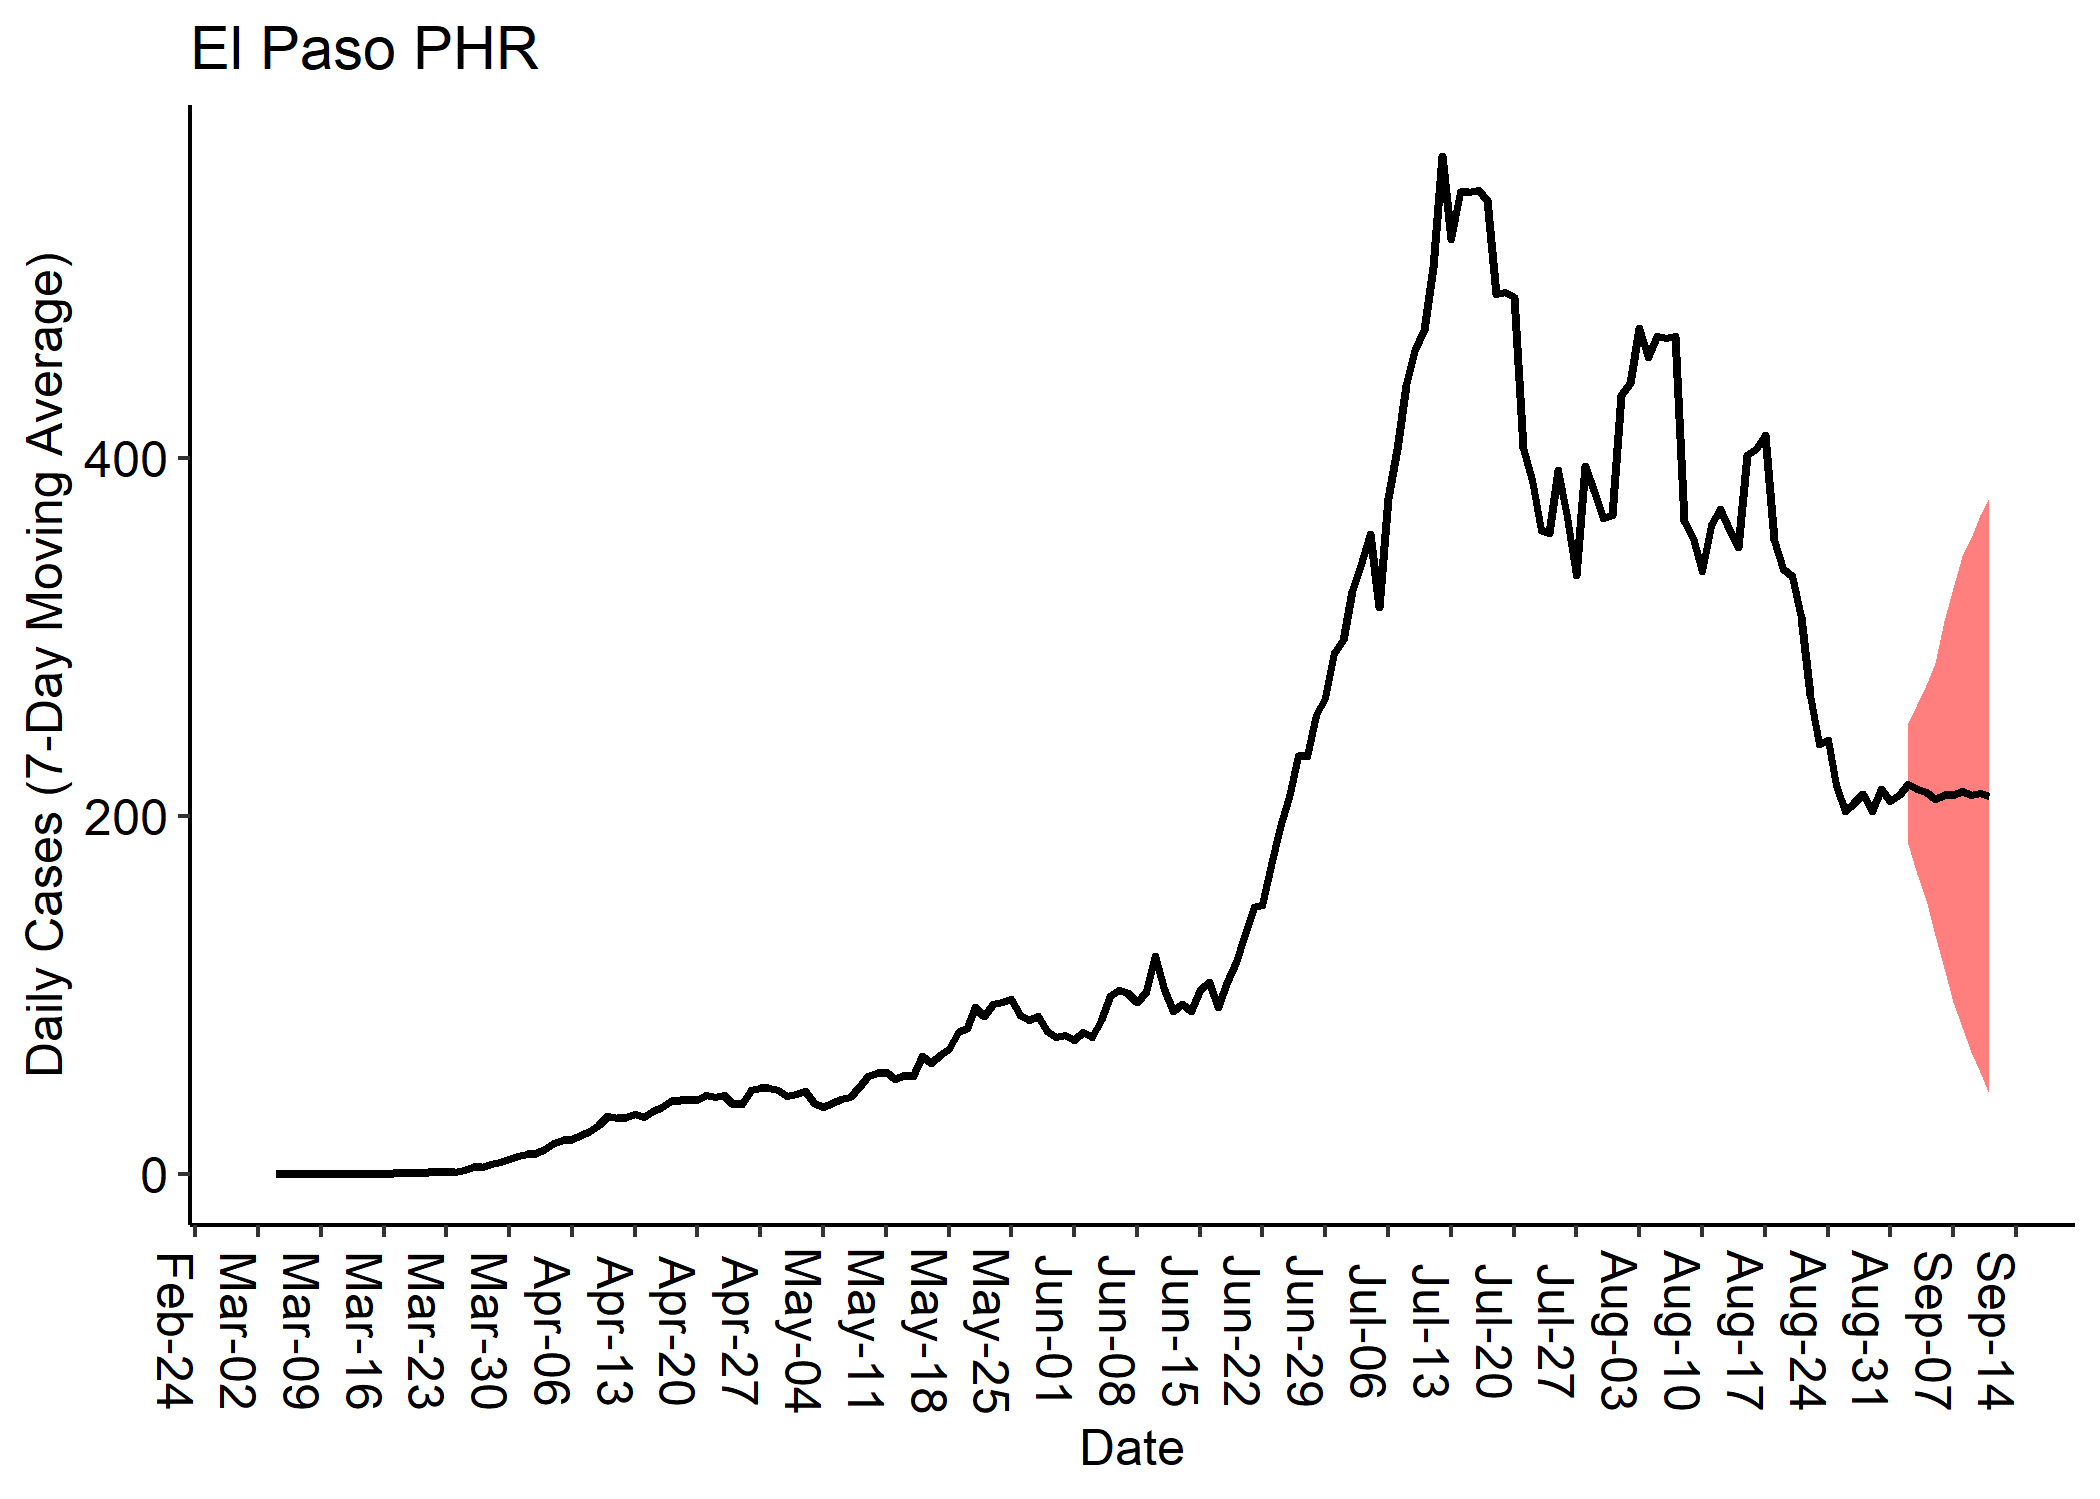 El Paso PHR
Daily Cases (7-Day Moving Average)
400
200
0
Feb-24
Mar-02
Mar-09
Mar-16
Mar-23
Mar-30
Apr-06
Apr-13
Apr-20
Apr-27
May-04
May-11
May-18
May-25
Jun-01
Jun-08
Jun-15
Jun-22
Jun-29
Jul-06
Jul-13
Jul-20
Jul-27
Aug-03
Aug-10
Aug-17
Aug-24
Aug-31
Sep-07
Sep-14
Date